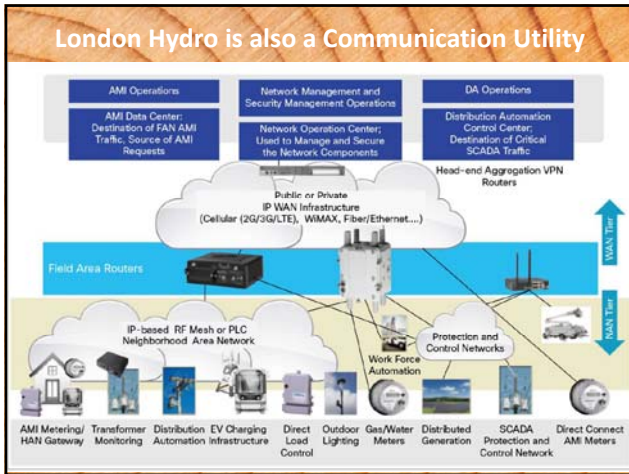 London Hydro is also a Communication Utility
AMI Operations
Network Management and
Security Management Operations
DA Operations
AMI Data Center;
Destination of FAN AMI
Traffic, Source of AMI
Requests
Network Operation Center;
Used to Manage and Secure
the Network Components
Distribution Automation
Control Center;
Destination of Critical
SCADA Traffic
Head-end Aggregation VPN
Routers
Public or Private
IP WAN Infrastructure
(Cellular (2G/3G/LTE), WiMAX, Fiber/Ethernet....)
WAN Tier
Field Area Routers
NAN Tier
IP-based RF Mesh or PLC
Neighborhood Area Network
Work Force
Automation
Protection and
Control Networks
AMI Metering/
HAN Gateway
Transformer
Monitoring
Distribution
Automation
EV Charging
Infrastructure
Direct
Load
Control
Outdoor
Lighting
Gas/Water
Meters
Distributed
Generation
SCADA
Protection and
Control Network
Direct Connect
AMI Meters